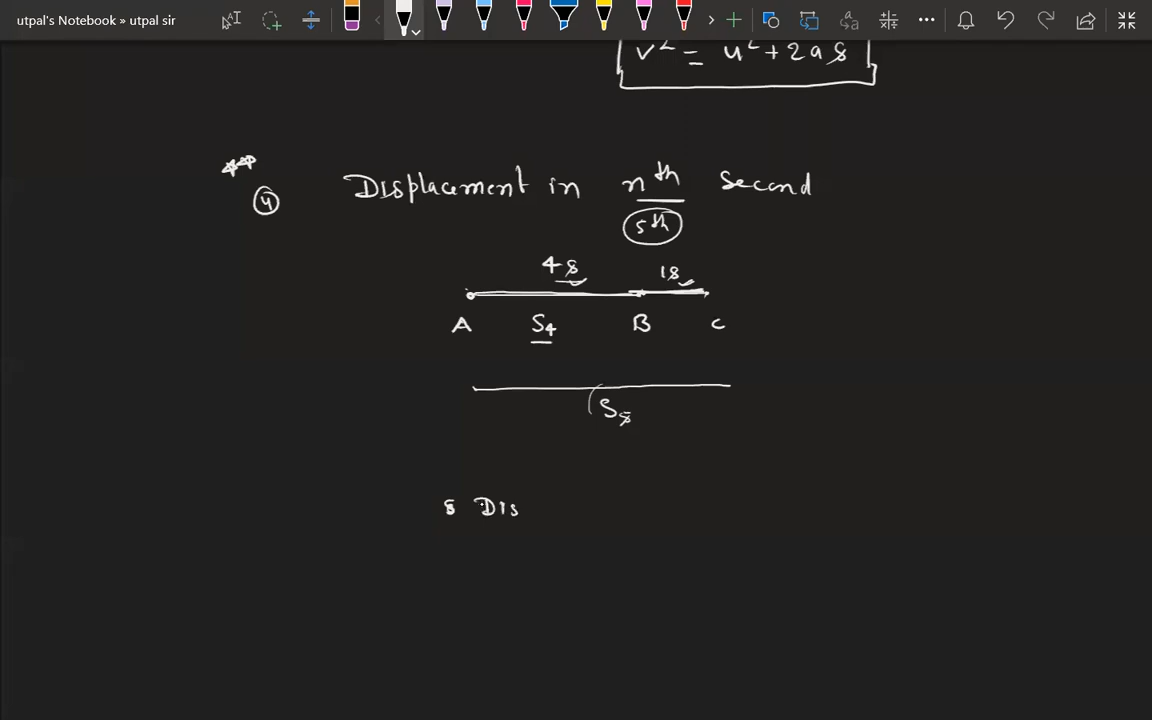 utpal's Notebook » utpal sir
v² = u² + 2as
** 
④ Displacement in nth second
5th
4s 1s
A S₄ B C
S₅
Dis